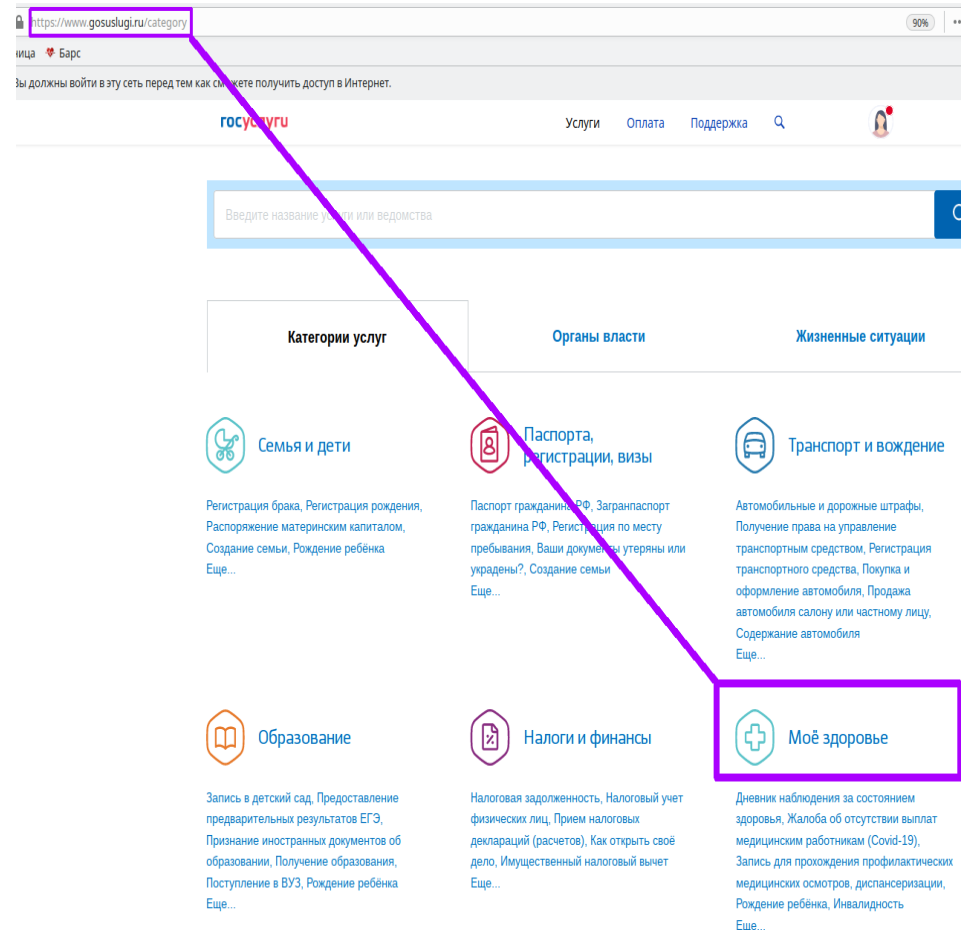 https://www.gosuslugi.ru/category
90%
ница Барс
Вы должны войти в эту сеть перед тем как сможете получить доступ в Интернет.
госуслуги
Услуги Оплата Поддержка
Введите название услуги или ведомства
Категории услуг
Органы власти
Жизненные ситуации
Семья и дети
Регистрация брака, Регистрация рождения,
Распоряжение материнским капиталом,
Создание семьи, Рождение ребёнка
Еще...
Паспорта,
регистрации, визы
Паспорт гражданина РФ, Загранпаспорт
гражданина РФ, Регистрация по месту
пребывания, Ваши документы утеряны или
украдены?, Создание семьи
Еще...
Транспорт и вождение
Автомобильные и дорожные штрафы,
Получение права на управление
транспортным средством, Регистрация
транспортного средства, Покупка и
оформление автомобиля, Продажа
автомобиля салону или частному лицу,
Содержание автомобиля
Еще...
Образование
Запись в детский сад, Предоставление
предварительных результатов ЕГЭ,
Признание иностранных документов об
образовании, Получение образования,
Поступление в ВУЗ, Рождение ребёнка
Еще...
Налоги и финансы
Налоговая задолженность, Налоговый учет
физических лиц, Прием налоговых
деклараций (расчетов), Как открыть своё
дело, Имущественный налоговый вычет
Еще...
Моё здоровье
Дневник наблюдения за состоянием
здоровья, Жалоба об отсутствии выплат
медицинским работникам (Covid-19),
Запись для прохождения профилактических
медицинских осмотров, диспансеризации,
Рождение ребёнка, Инвалидность
Еще...